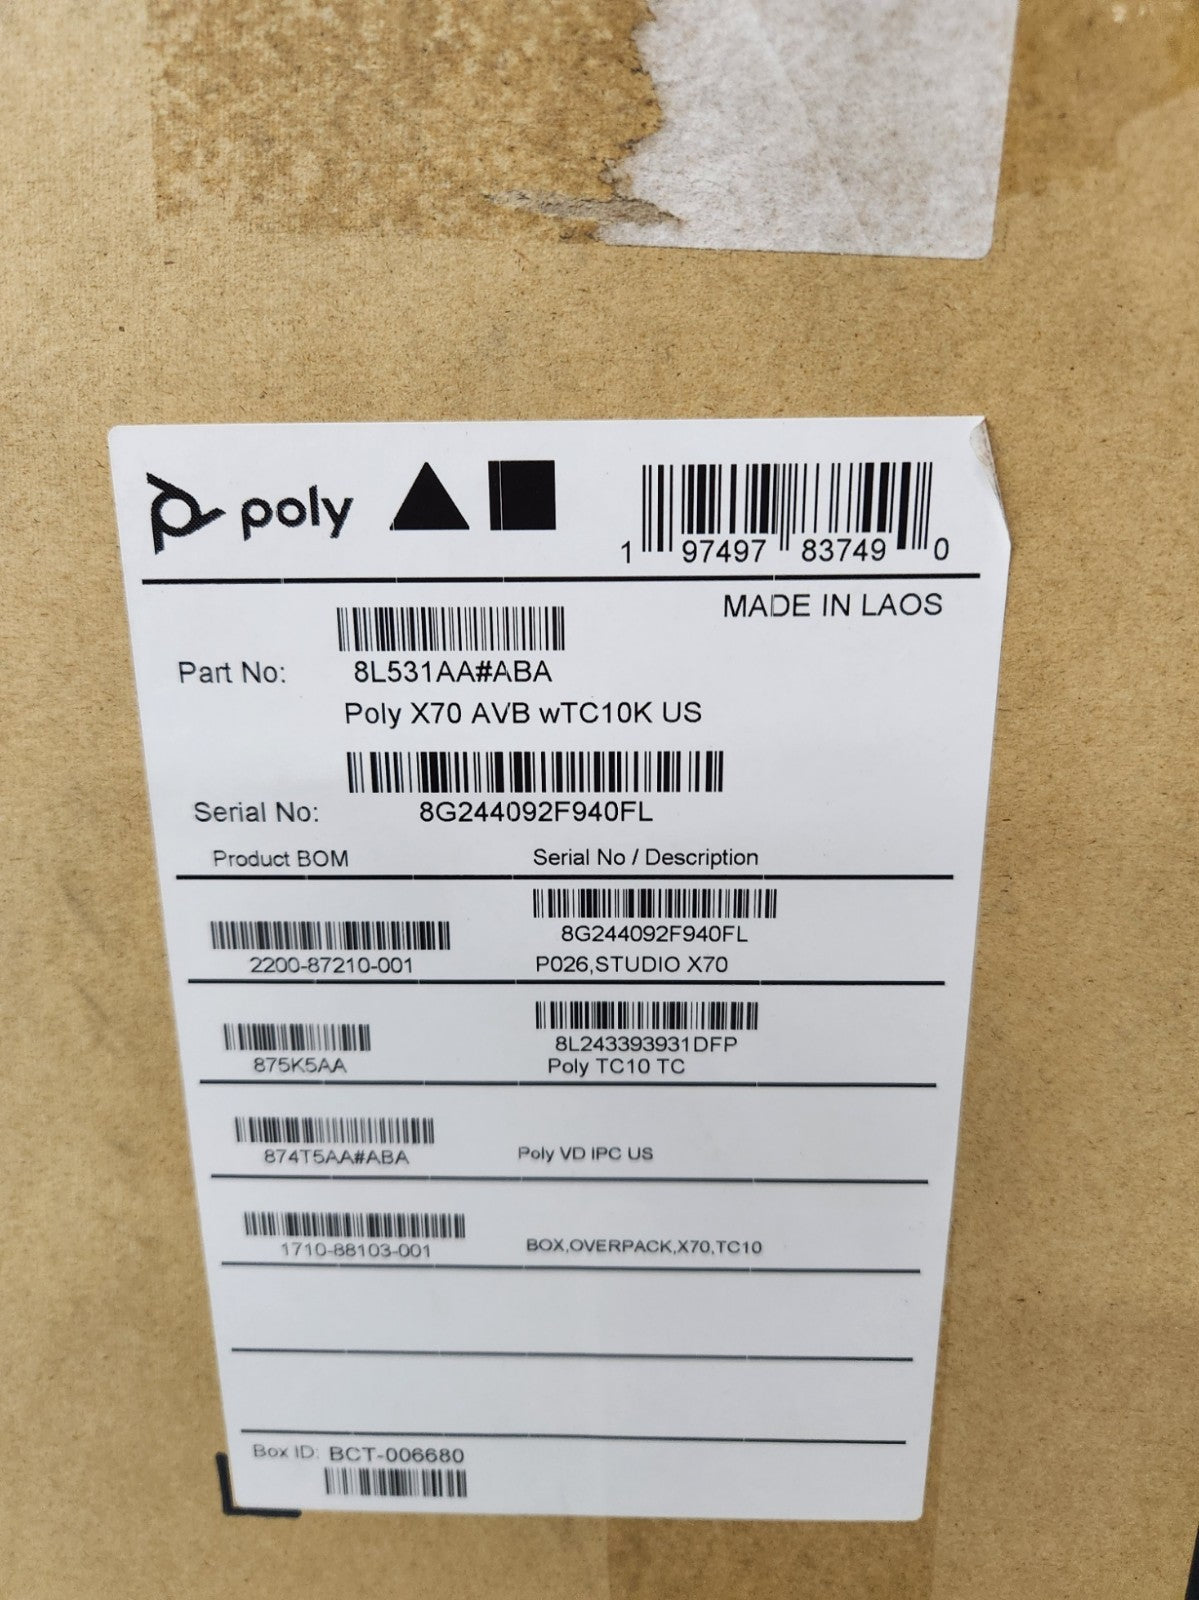 poly
1 97497 83749 0
MADE IN LAOS
Part No: 8L531AA#ABA
Poly X70 AVB wTC10K US
Serial No: 8G244092F940FL
Product BOM Serial No / Description
8G244092F940FL
2200-87210-001 P026,STUDIO X70
8L243393931DFP
875K5AA Poly TC10 TC
874T5AA#ABA Poly VD IPC US
1710-88103-001 BOX,OVERPACK,X70,TC10
Box ID: BCT-006680